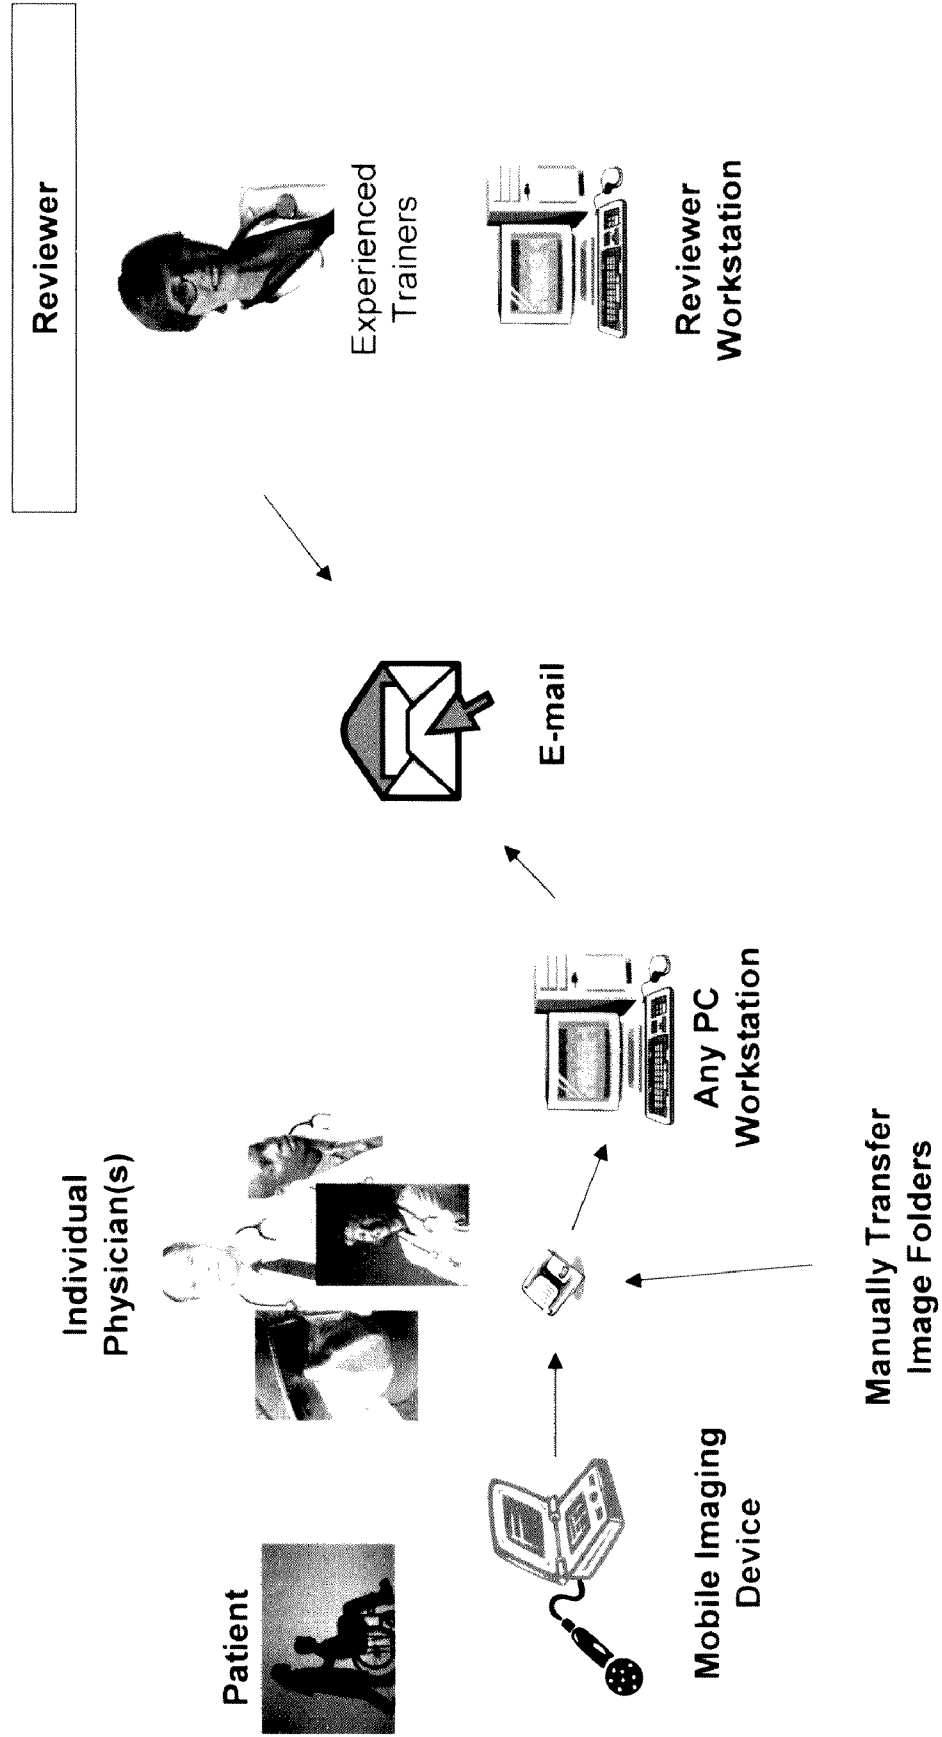 Reviewer
Individual
Physician(s)
Patient
Experienced
Trainers
E-mail
Reviewer
Workstation
Any PC
Workstation
Mobile Imaging
Device
Manually Transfer
Image Folders